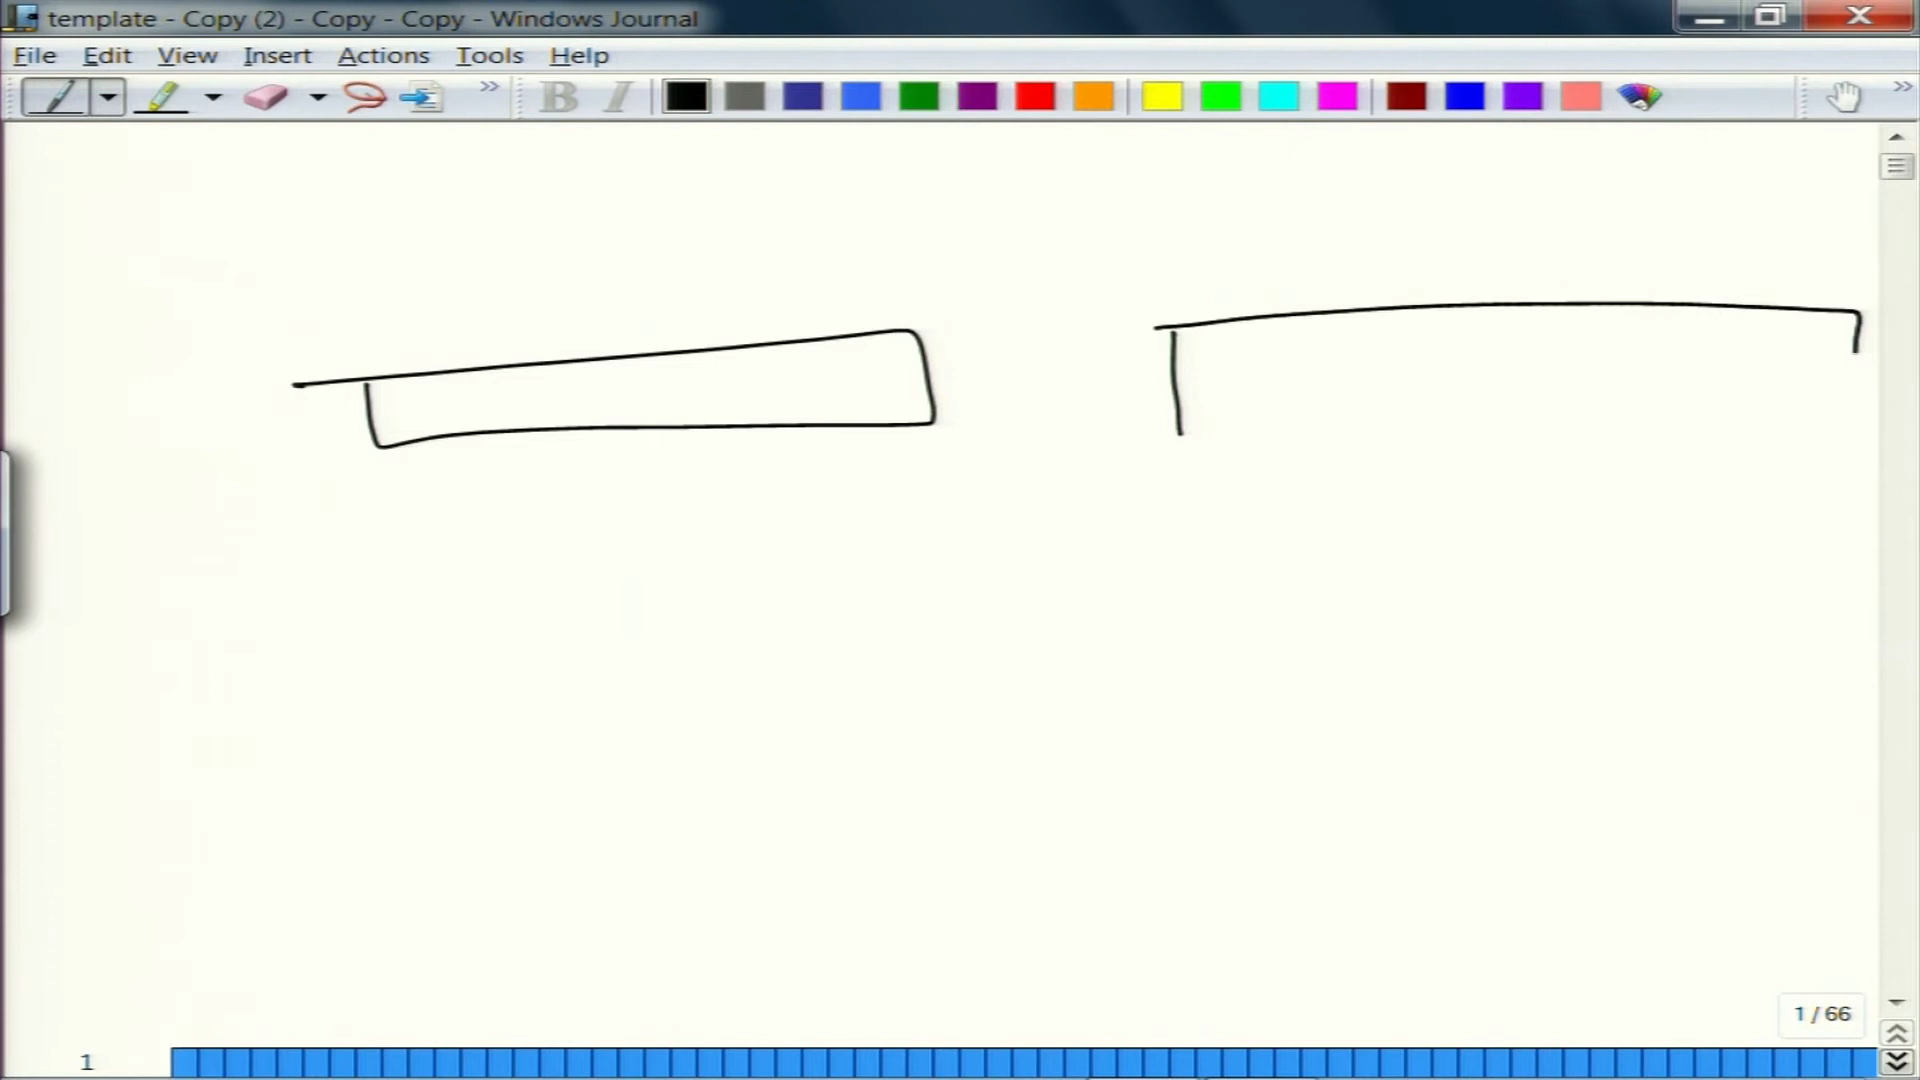 template - Copy (2) - Copy - Copy - Windows Journal
File Edit View Insert Actions Tools Help
B I
1 / 66
1